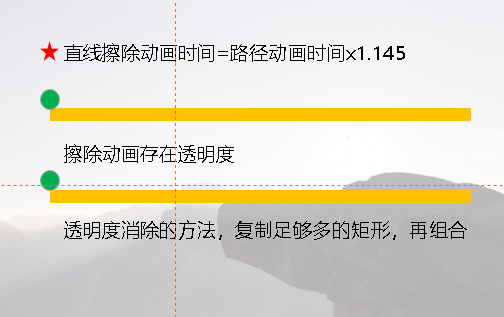 直线擦除动画时间=路径动画时间x1.145
擦除动画存在透明度
透明度消除的方法，复制足够多的矩形，再组合